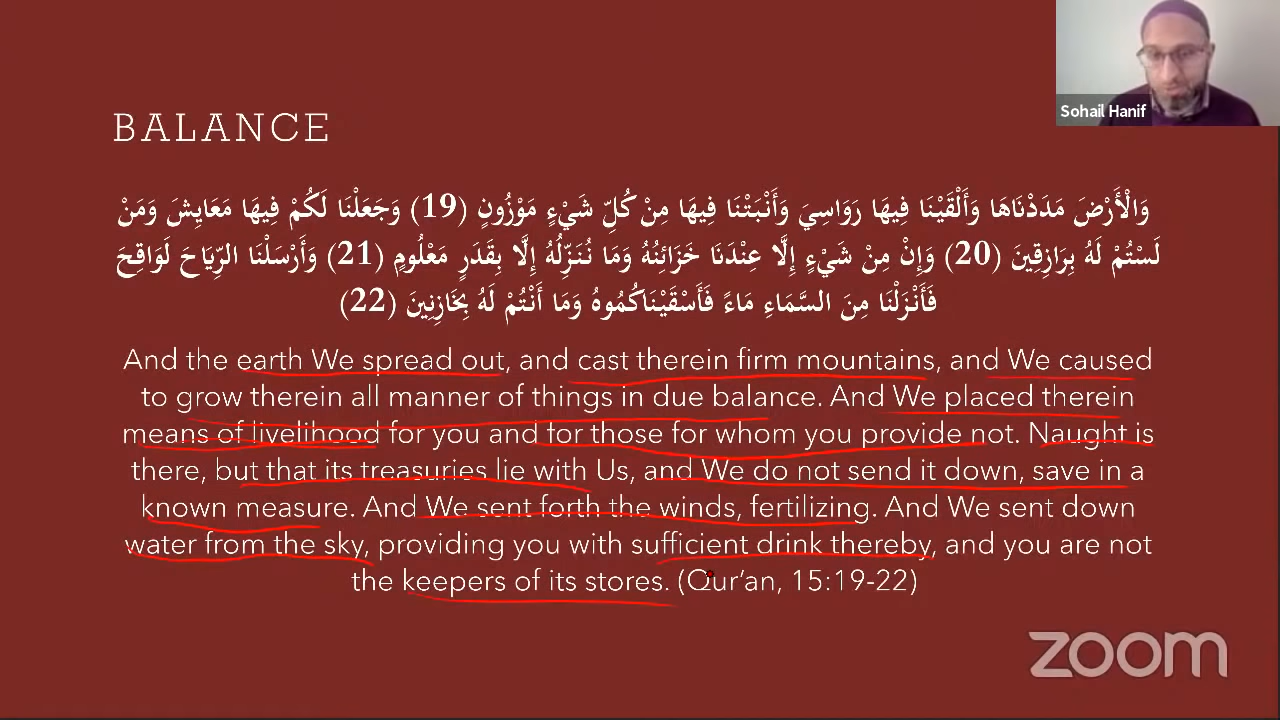 Sohail Hanif
BALANCE
وَالْأَرْضَ مَدَدْنَاهَا وَأَلْقَيْنَا فِيهَا رَوَاسِيَ وَأَنْبَتْنَا فِيهَا مِنْ كُلِّ شَيْءٍ مَوْزُونٍ (19) وَجَعَلْنَا لَكُمْ فِيهَا مَعَايِشَ وَمَنْ
لَسْتُمْ لَهُ بِرَازِقِينَ (20) وَإِنْ مِنْ شَيْءٍ إِلَّا عِنْدَنَا خَزَائِنُهُ وَمَا نُنَزِّلُهُ إِلَّا بِقَدَرٍ مَعْلُومٍ (21) وَأَرْسَلْنَا الرِّيَاحَ لَوَاقِحَ
فَأَنْزَلْنَا مِنَ السَّمَاءِ مَاءً فَأَسْقَيْنَاكُمُوهُ وَمَا أَنْتُمْ لَهُ بِخَازِنِينَ (22)
And the earth We spread out, and cast therein firm mountains, and We caused
to grow therein all manner of things in due balance. And We placed therein
means of livelihood for you and for those for whom you provide not. Naught is
there, but that its treasuries lie with Us, and We do not send it down, save in a
known measure. And We sent forth the winds, fertilizing. And We sent down
water from the sky, providing you with sufficient drink thereby, and you are not
the keepers of its stores. (Qur’an, 15:19-22)
zoom